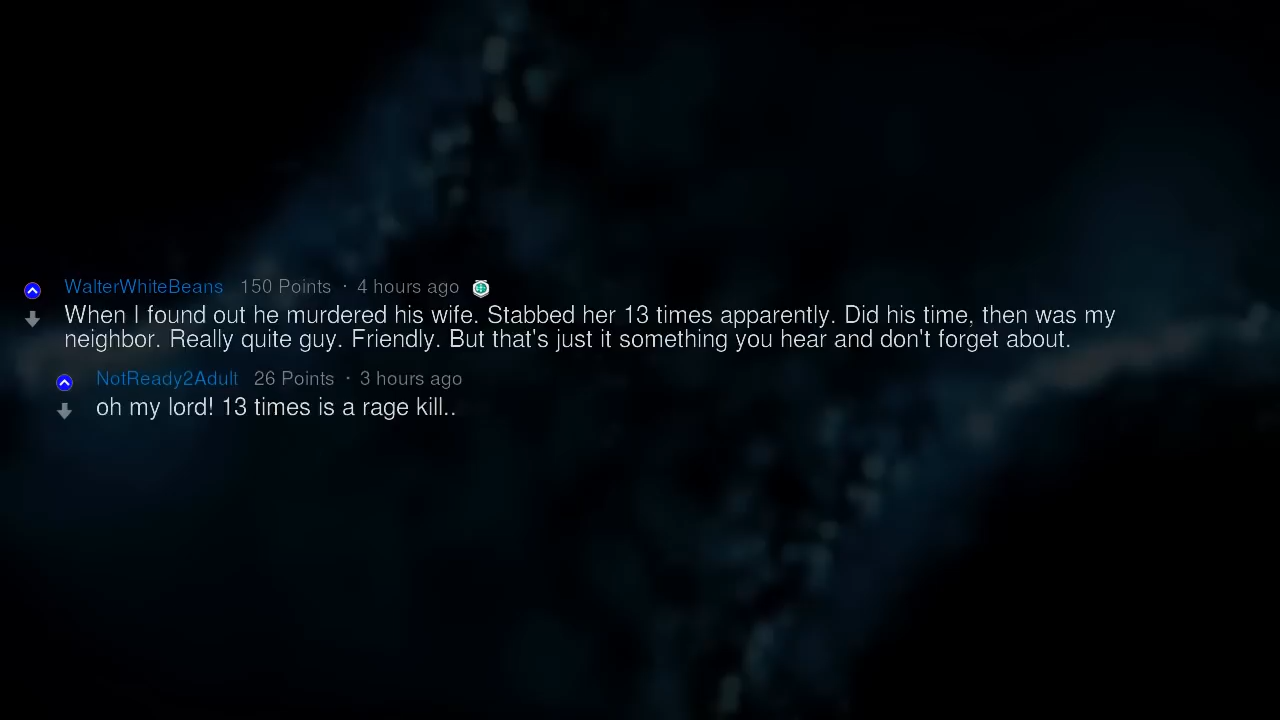 WalterWhiteBeans 150 Points · 4 hours ago
When I found out he murdered his wife. Stabbed her 13 times apparently. Did his time, then was my
neighbor. Really quite guy. Friendly. But that's just it something you hear and don't forget about.
NotReady2Adult 26 Points · 3 hours ago
oh my lord! 13 times is a rage kill..